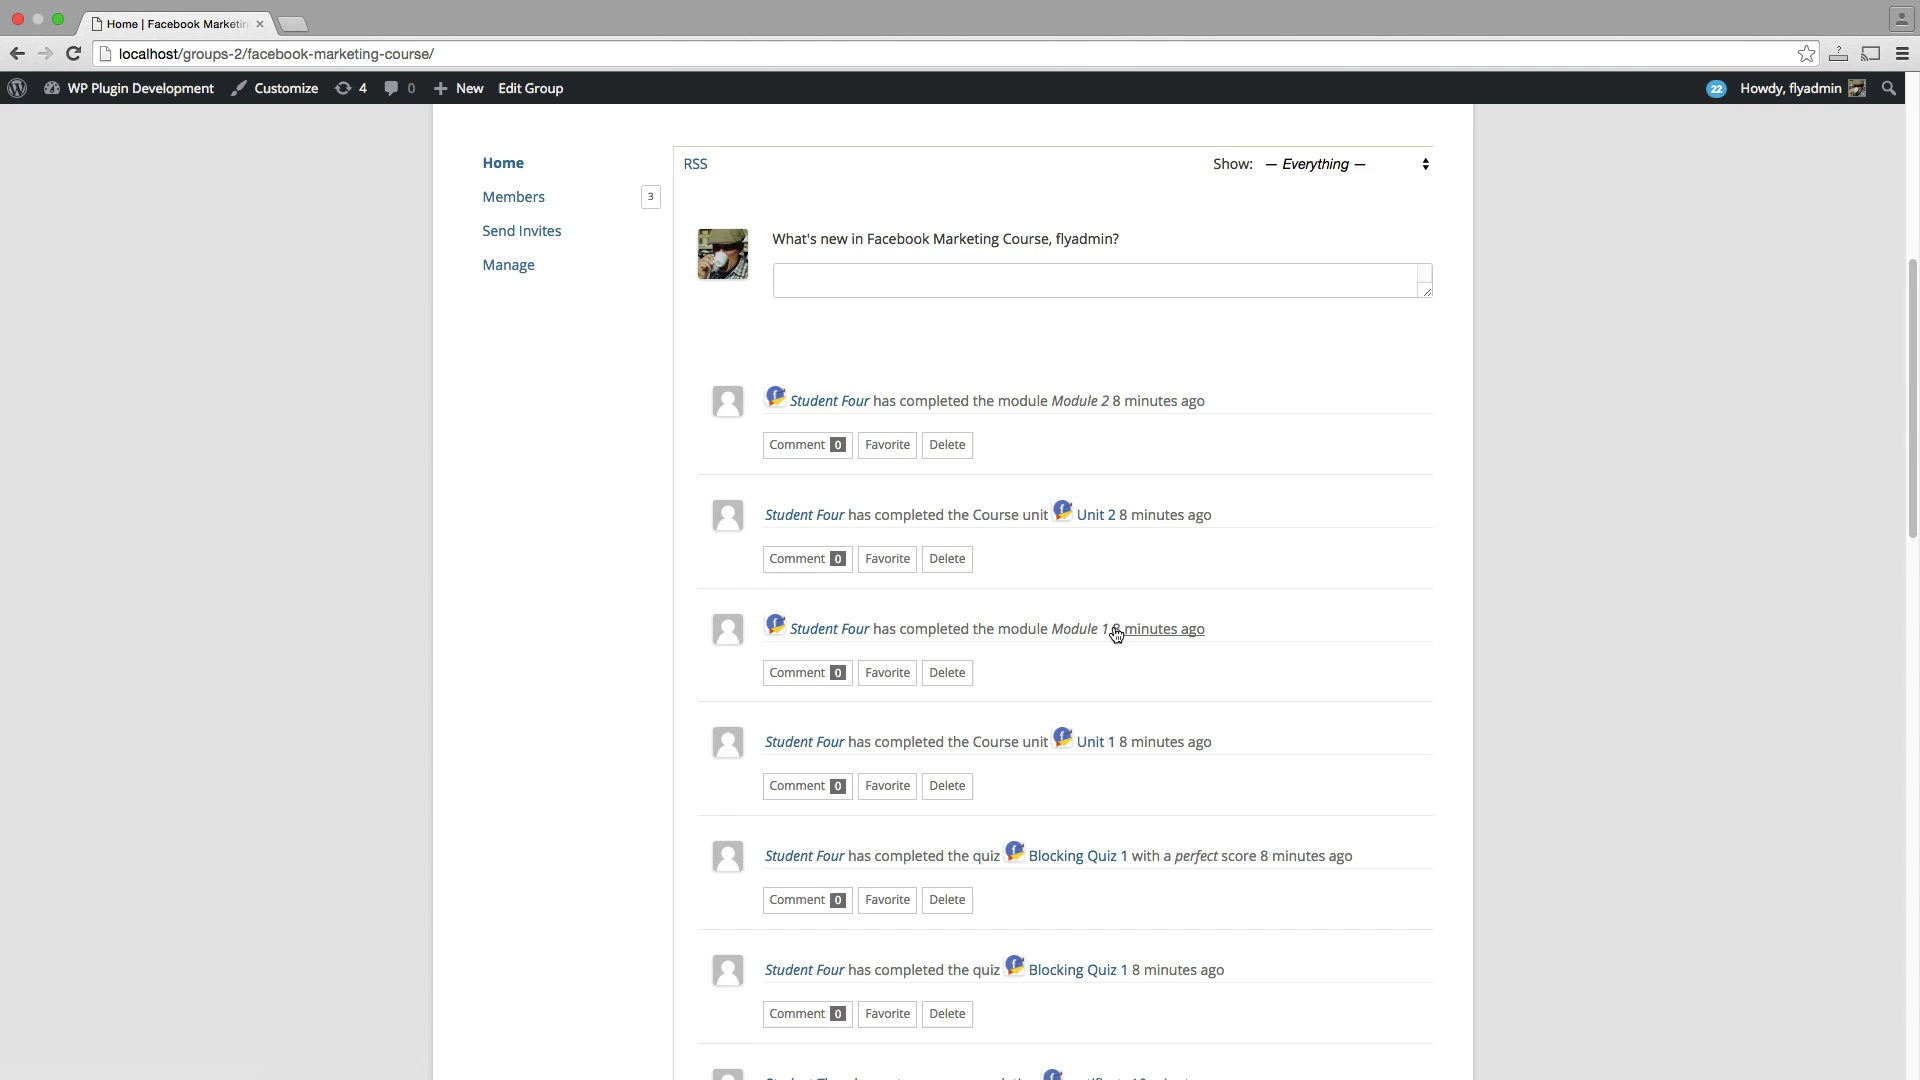 Home | Facebook Marketin
localhost/groups-2/facebook-marketing-course/
WP Plugin Development Customize 4 0 New Edit Group 22 Howdy, flyadmin
Home
Members 3
Send Invites
Manage
RSS Show: — Everything —
What's new in Facebook Marketing Course, flyadmin?
Student Four has completed the module Module 2 8 minutes ago
Comment 0 Favorite Delete
Student Four has completed the Course unit Unit 2 8 minutes ago
Comment 0 Favorite Delete
Student Four has completed the module Module 1 8 minutes ago
Comment 0 Favorite Delete
Student Four has completed the Course unit Unit 1 8 minutes ago
Comment 0 Favorite Delete
Student Four has completed the quiz Blocking Quiz 1 with a perfect score 8 minutes ago
Comment 0 Favorite Delete
Student Four has completed the quiz Blocking Quiz 1 8 minutes ago
Comment 0 Favorite Delete